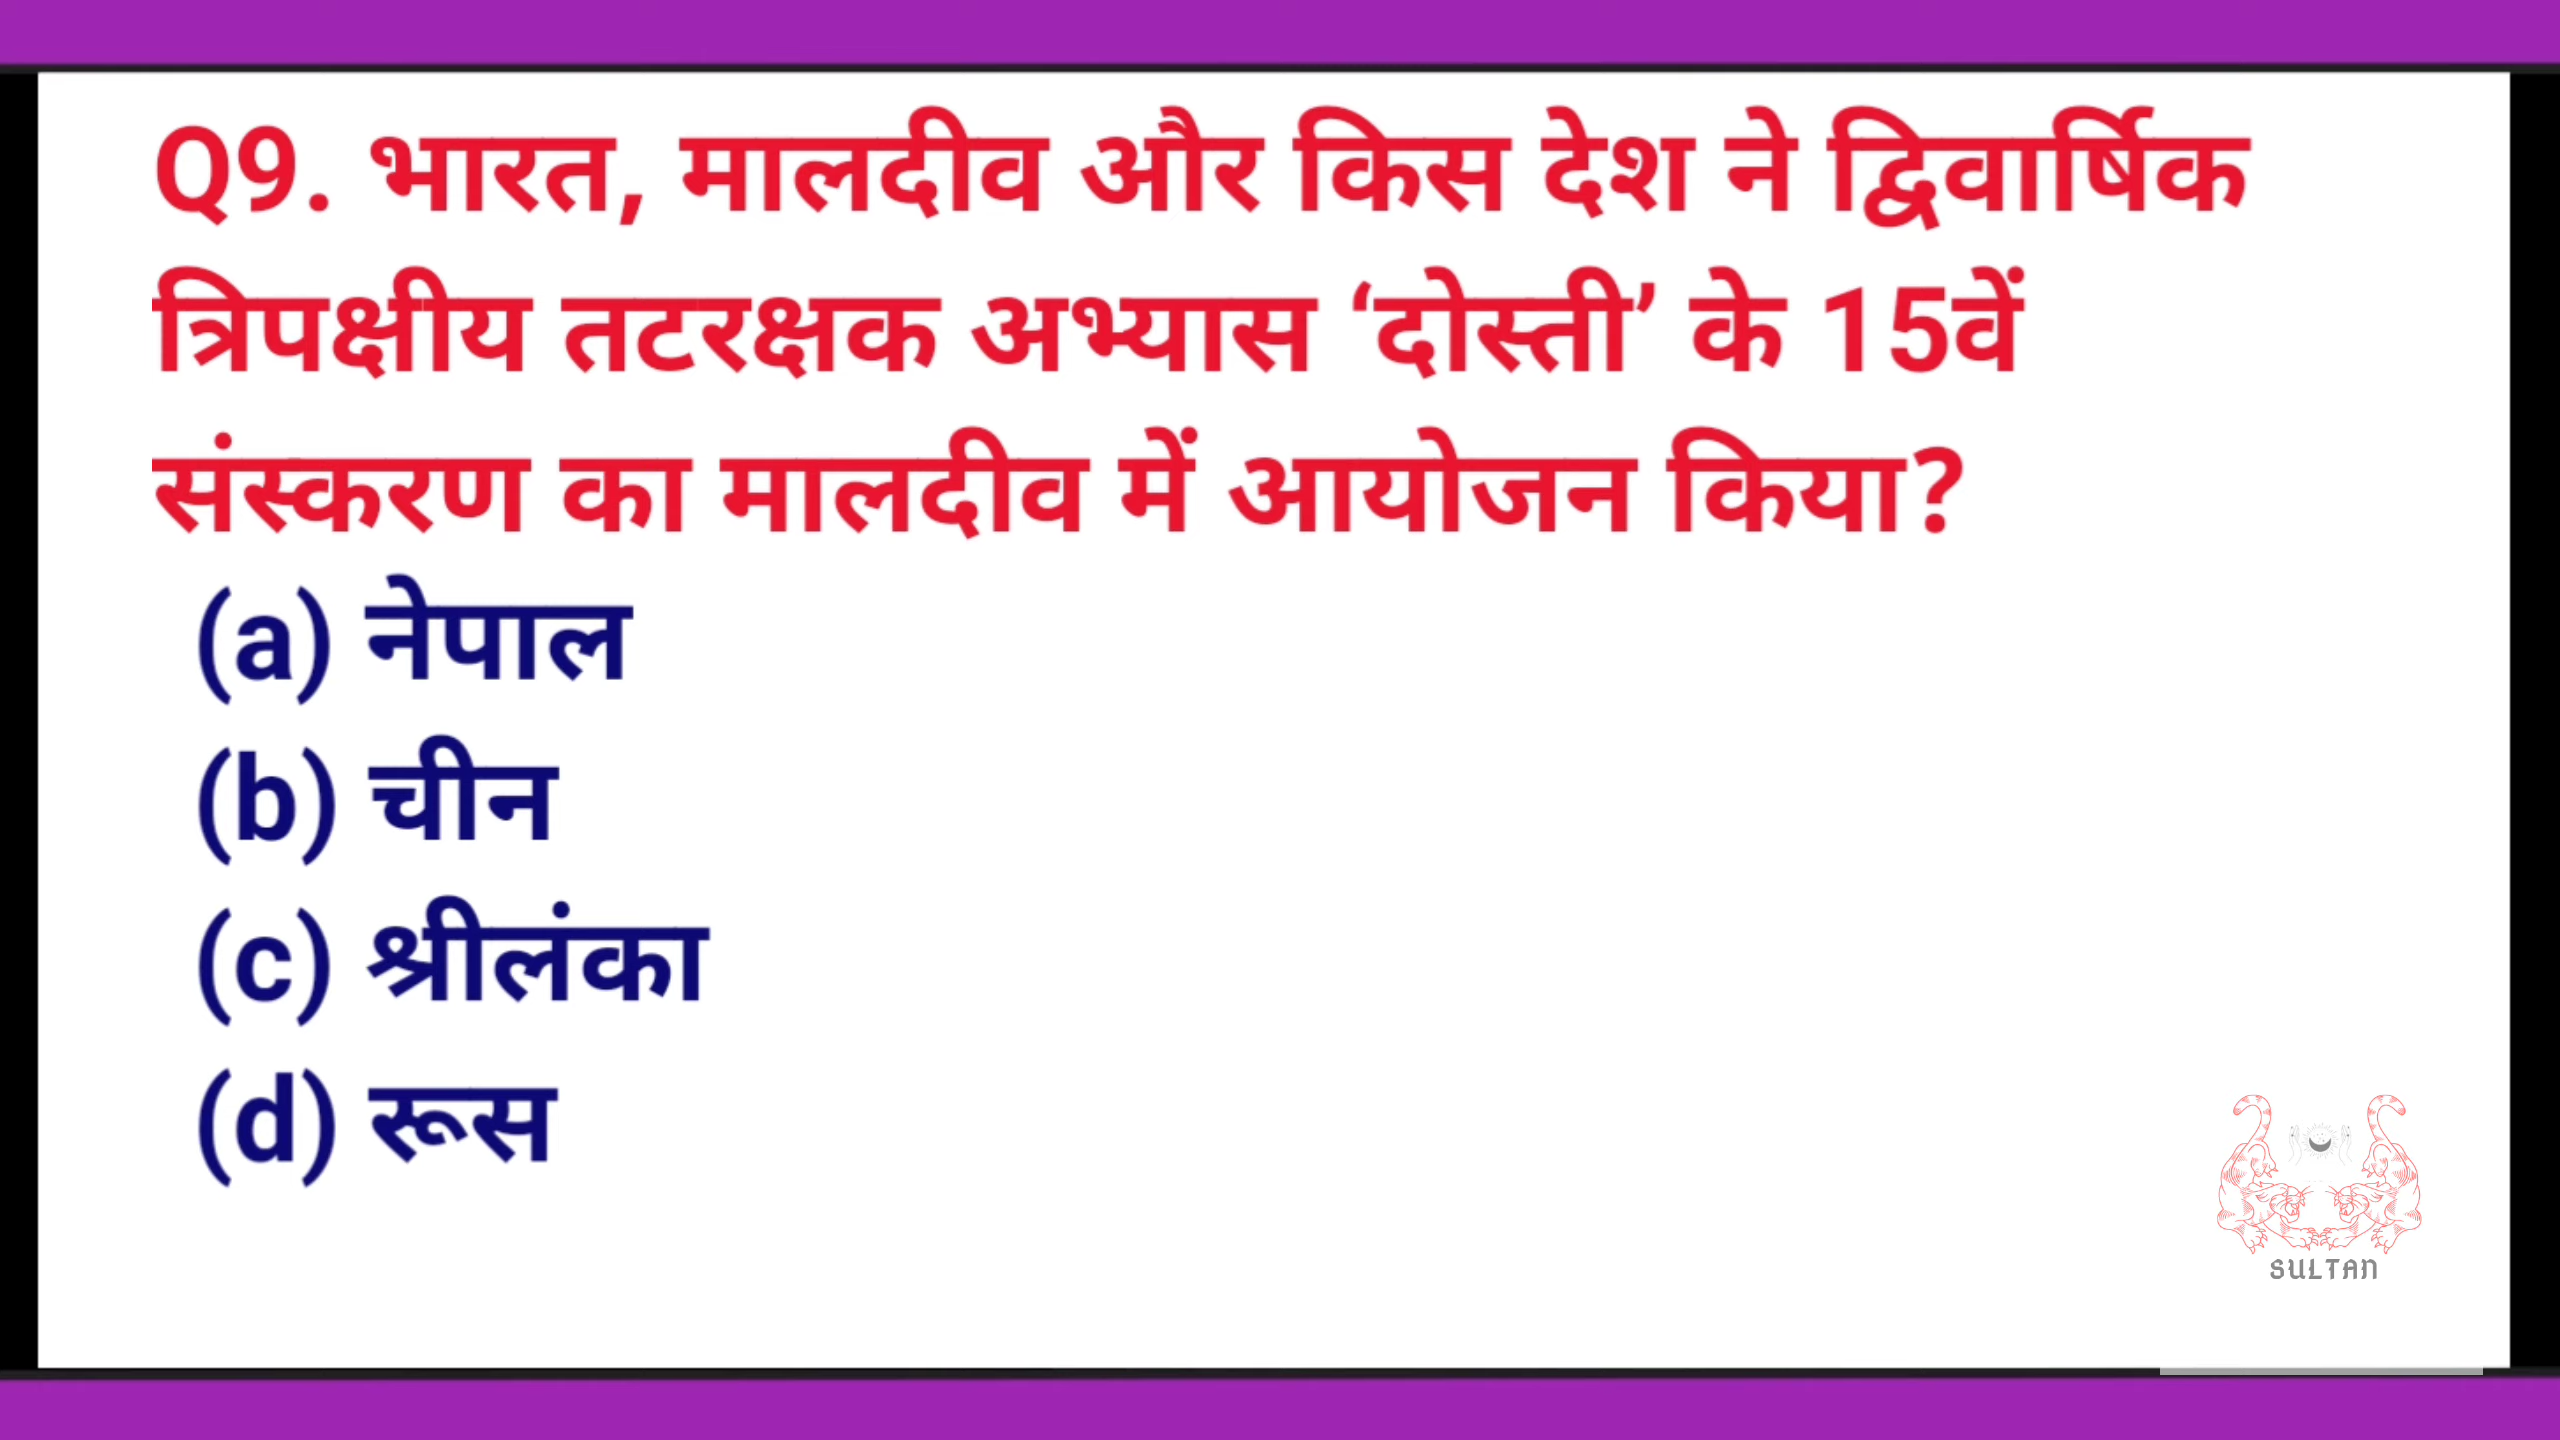 Q9. भारत, मालदीव और किस देश ने द्विवार्षिक
त्रिपक्षीय तटरक्षक अभ्यास ‘दोस्ती’ के 15वें
संस्करण का मालदीव में आयोजन किया?
(a) नेपाल
(b) चीन
(c) श्रीलंका
(d) रूस
SULTAN